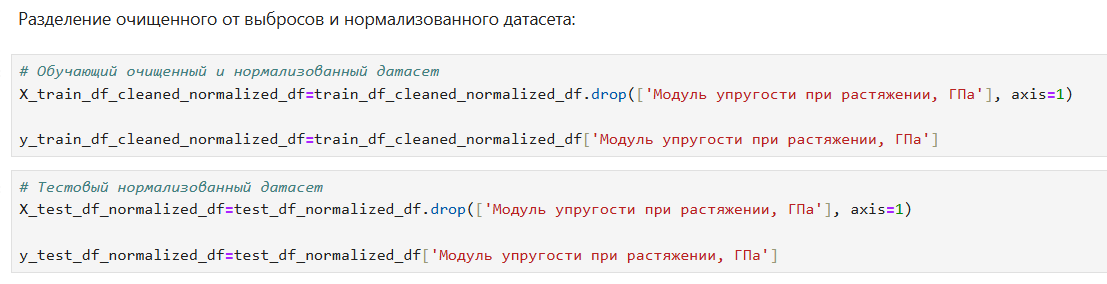 Разделение очищенного от выбросов и нормализованного датасета:
# Обучающий очищенный и нормализованный датасет
X_train_df_cleaned_normalized_df=train_df_cleaned_normalized_df.drop(['Модуль упругости при растяжении, ГПа'], axis=1)
y_train_df_cleaned_normalized_df=train_df_cleaned_normalized_df['Модуль упругости при растяжении, ГПа']
# Тестовый нормализованный датасет
X_test_df_normalized_df=test_df_normalized_df.drop(['Модуль упругости при растяжении, ГПа'], axis=1)
y_test_df_normalized_df=test_df_normalized_df['Модуль упругости при растяжении, ГПа']